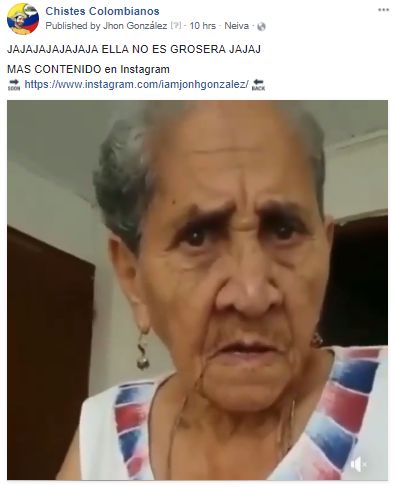 Chistes Colombianos
Published by Jhon González [?] · 10 hrs · Neiva ·
JAJAJAJAJAJAJA ELLA NO ES GROSERA JAJAJ
MAS CONTENIDO en Instagram
SOON https://www.instagram.com/iamjonhgonzalez/ BACK